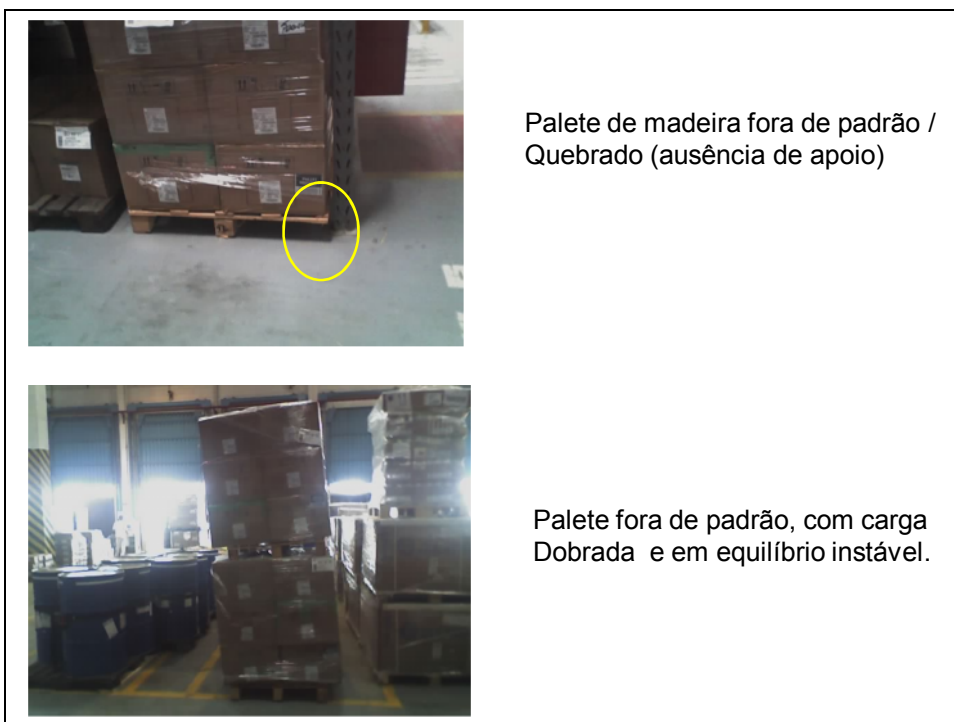 Palete de madeira fora de padrão /
Quebrado (ausência de apoio)
Palete fora de padrão, com carga
Dobrada e em equilíbrio instável.